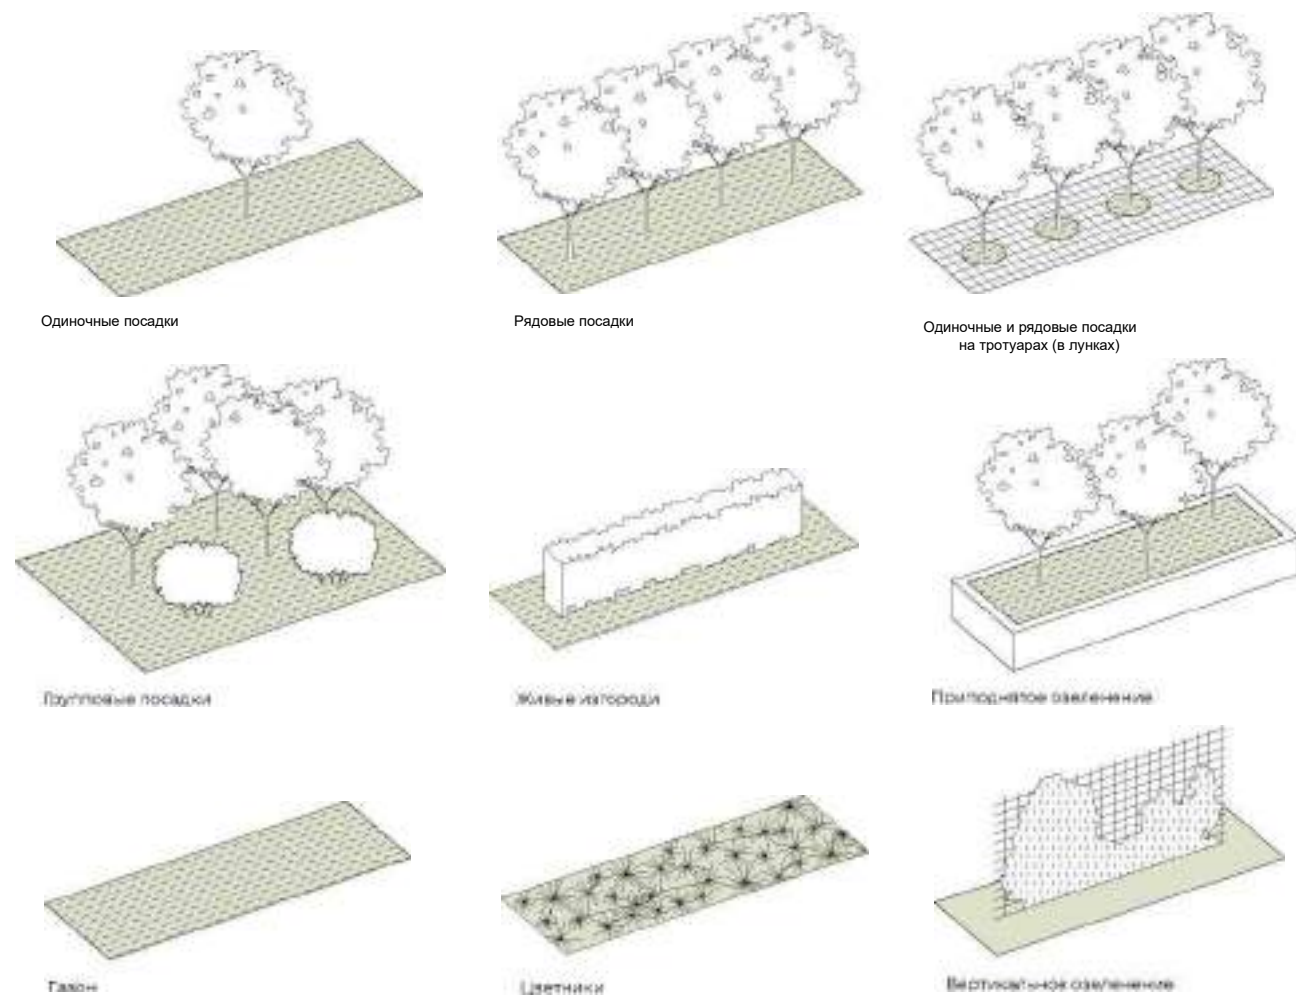 Одиночные посадки
Рядовые посадки
Одиночные и рядовые посадки
на тротуарах (в лунках)
Групповые посадки
Живые изгороди
Приподнятое озеленение
Газон
Цветники
Вертикальное озеленение